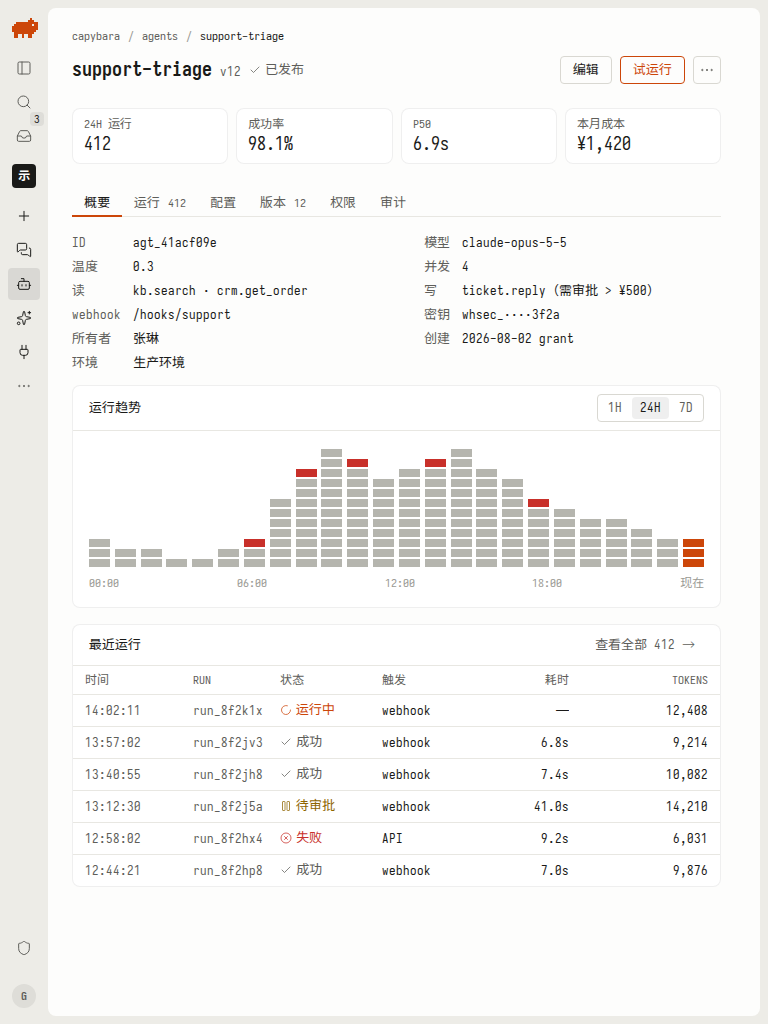 capybara / agents / support-triage
support-triage v12 已发布 编辑 试运行 ···
3
示
24H 运行 成功率 P50 本月成本
412 98.1% 6.9s ¥1,420
概要 运行 412 配置 版本 12 权限 审计
ID agt_41acf09e 模型 claude-opus-5-5
温度 0.3 并发 4
读 kb.search · crm.get_order 写 ticket.reply (需审批 > ¥500)
webhook /hooks/support 密钥 whsec_····3f2a
所有者 张琳 创建 2026-08-02 grant
环境 生产环境
运行趋势 1H 24H 7D
00:00 06:00 12:00 18:00 现在
最近运行 查看全部 412 →
时间 RUN 状态 触发 耗时 TOKENS
14:02:11 run_8f2k1x 运行中 webhook — 12,408
13:57:02 run_8f2jv3 成功 webhook 6.8s 9,214
13:40:55 run_8f2jh8 成功 webhook 7.4s 10,082
13:12:30 run_8f2j5a 待审批 webhook 41.0s 14,210
12:58:02 run_8f2hx4 失败 API 9.2s 6,031
12:44:21 run_8f2hp8 成功 webhook 7.0s 9,876
G